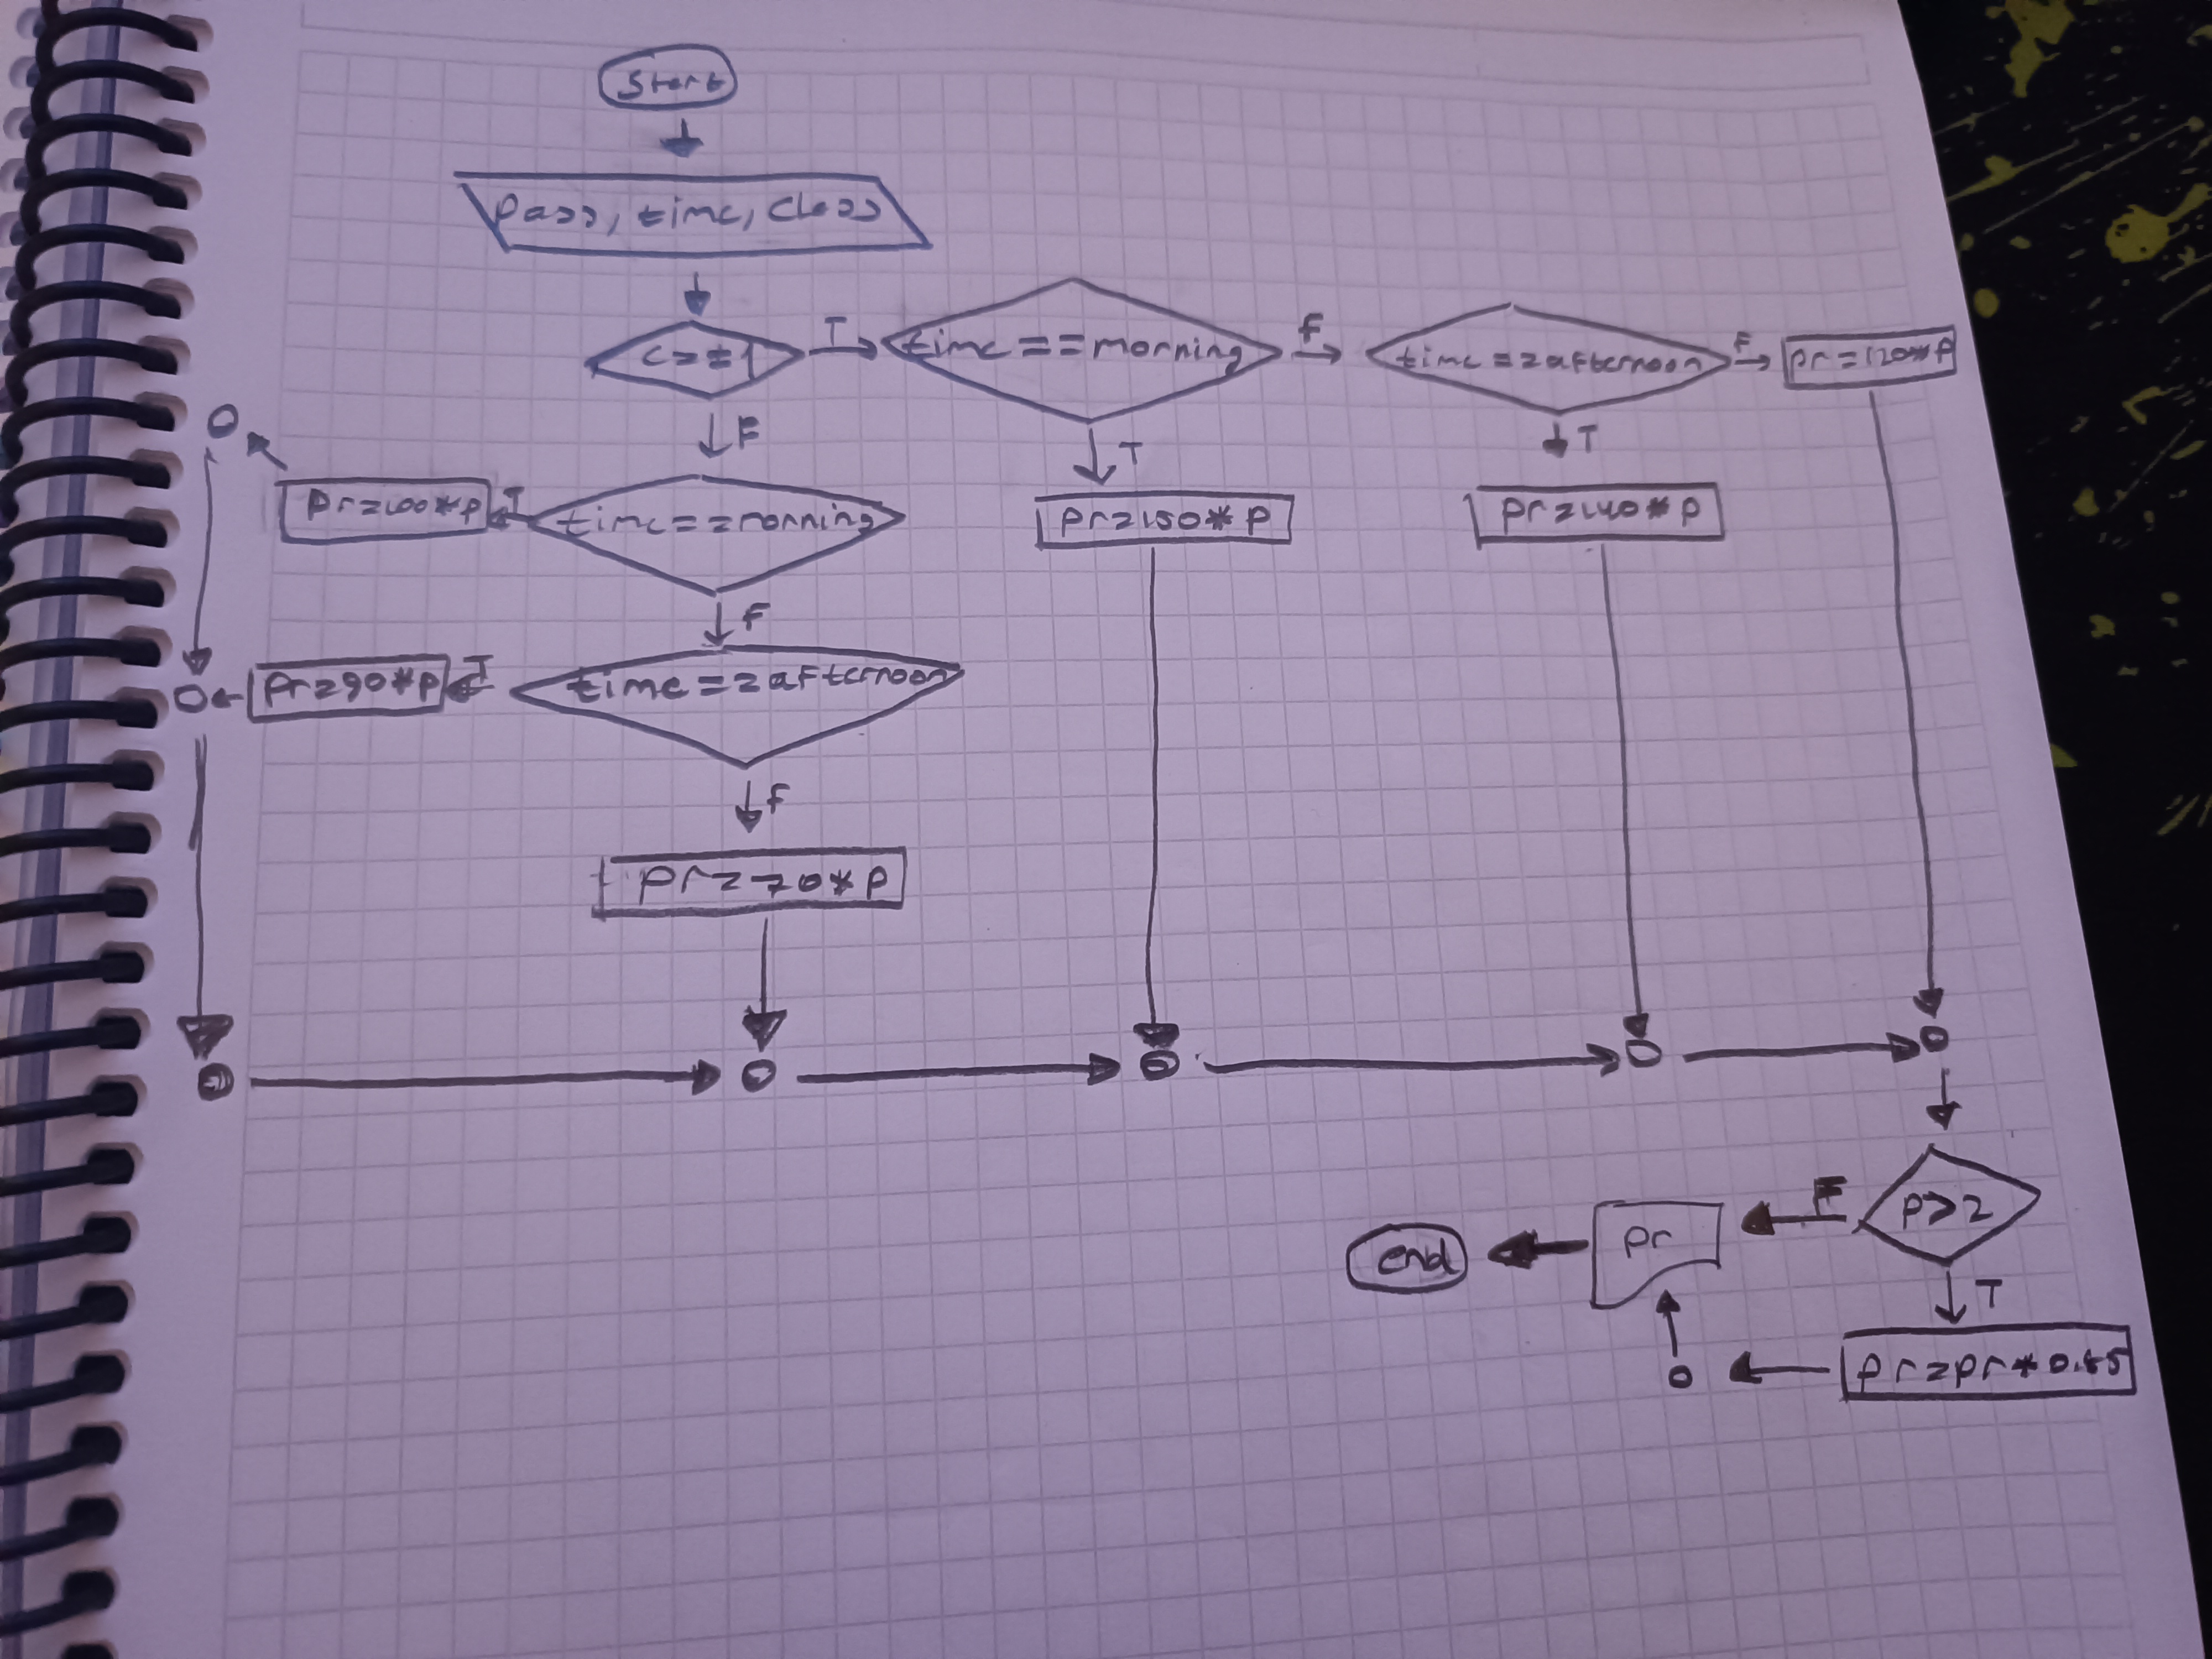 Start
pass, time, class
c==1
T
time==morning
F
time==afternoon
F
pr=120*p
F
T
T
pr=100*p
T
time==morning
pr=150*p
pr=140*p
F
pr=90*p
T
time==afternoon
F
pr=70*p
p>2
F
pr
end
T
pr=pr*0.85